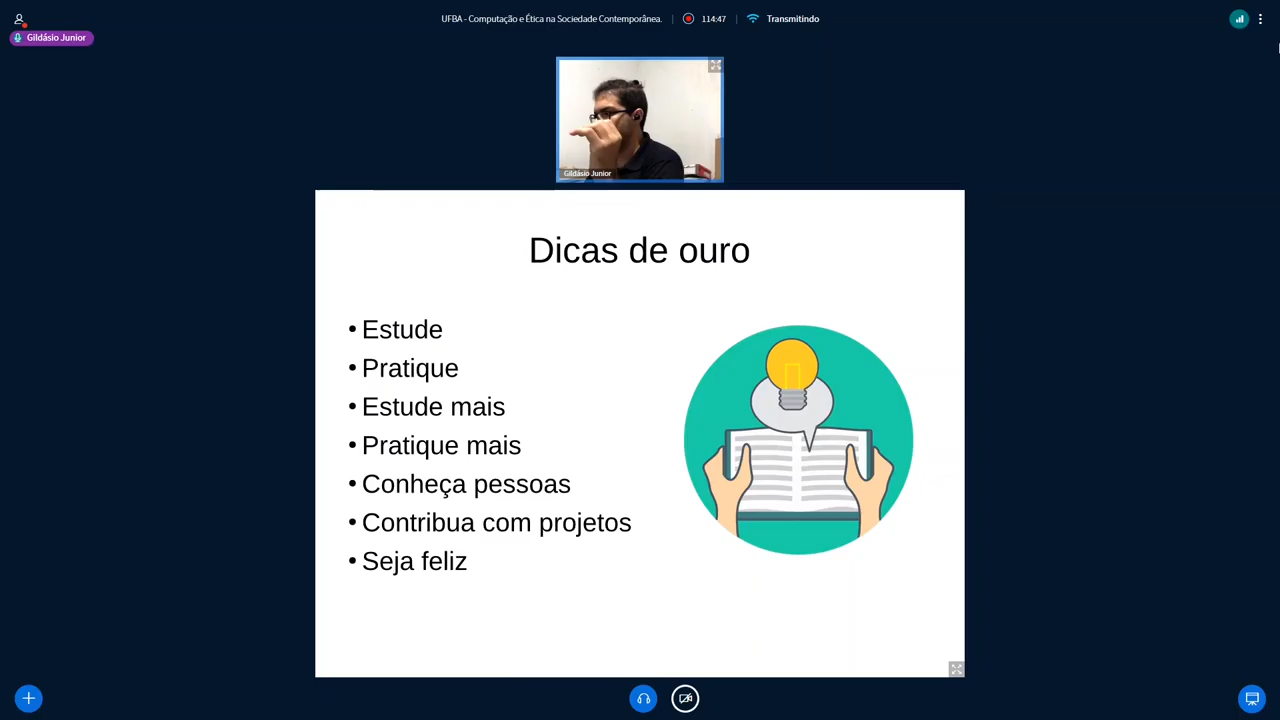 UFBA - Computação e Ética na Sociedade Contemporânea.
114:47
Transmitindo
Gildásio Junior
Gildásio Junior
Dicas de ouro
• Estude
• Pratique
• Estude mais
• Pratique mais
• Conheça pessoas
• Contribua com projetos
• Seja feliz